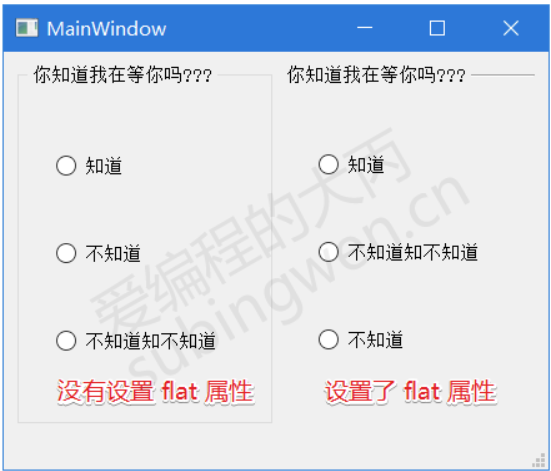 MainWindow
你知道我在等你吗???
知道
不知道
不知道知不知道
没有设置 flat 属性
你知道我在等你吗???
知道
不知道知不知道
不知道
设置了 flat 属性
爱编程的大丙
subingwen.cn